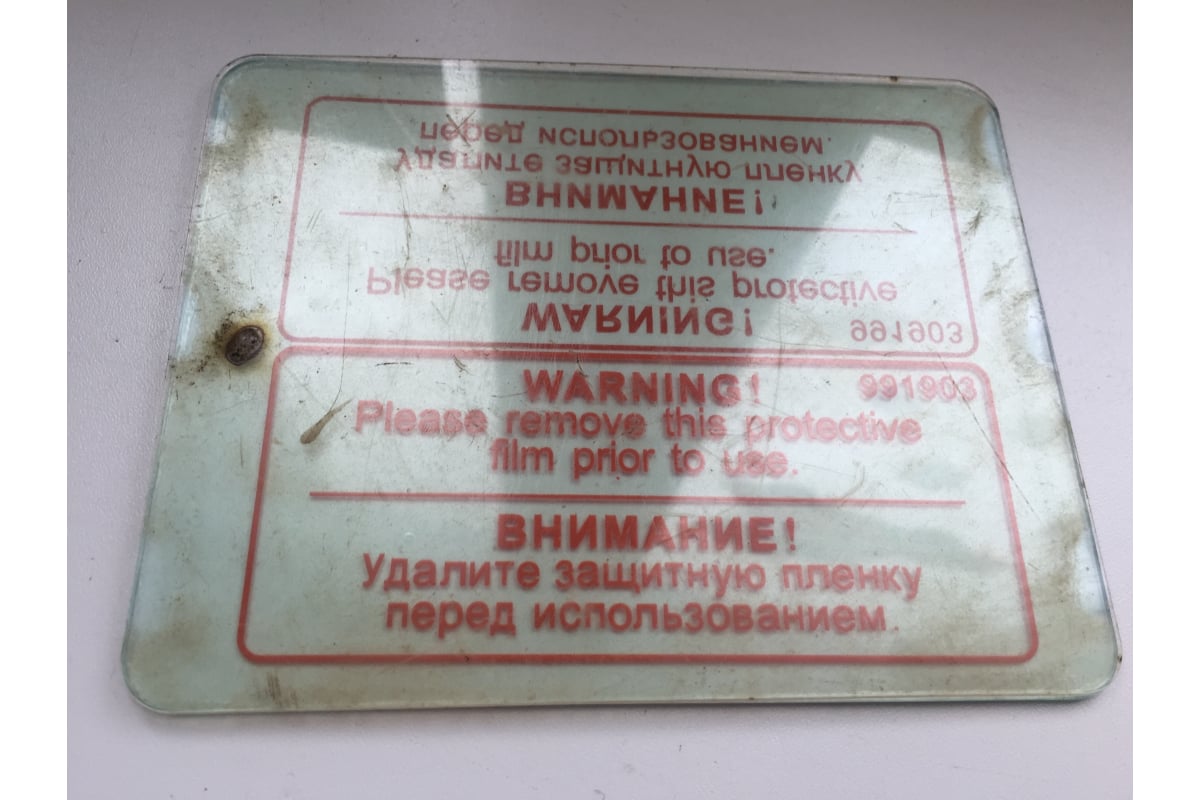 WARNING! 991903
Please remove this protective
film prior to use.
ВНИМАНИЕ!
Удалите защитную пленку
перед использованием.
WARNING! 991903
Please remove this protective
film prior to use.
ВНИМАНИЕ!
Удалите защитную пленку
перед использованием.